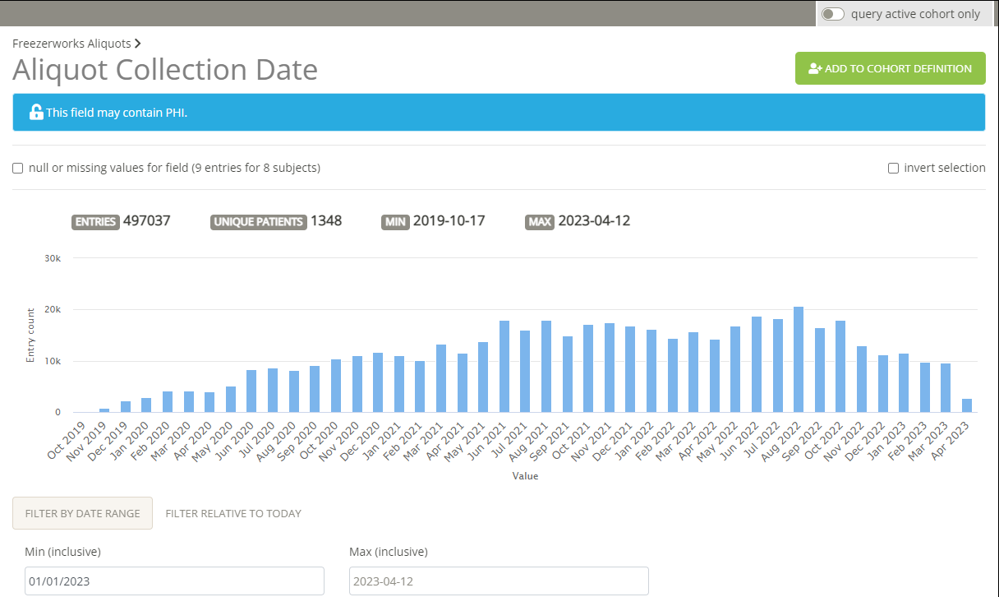 query active cohort only
Freezerworks Aliquots
Aliquot Collection Date
ADD TO COHORT DEFINITION
This field may contain PHI.
null or missing values for field (9 entries for 8 subjects)
invert selection
ENTRIES 497037 UNIQUE PATIENTS 1348 MIN 2019-10-17 MAX 2023-04-12
30k
20k
10k
0
Entry count
Oct 2019
Nov 2019
Dec 2019
Jan 2020
Feb 2020
Mar 2020
Apr 2020
May 2020
Jun 2020
Jul 2020
Aug 2020
Sep 2020
Oct 2020
Nov 2020
Dec 2020
Jan 2021
Feb 2021
Mar 2021
Apr 2021
May 2021
Jun 2021
Jul 2021
Aug 2021
Sep 2021
Oct 2021
Nov 2021
Dec 2021
Jan 2022
Feb 2022
Mar 2022
Apr 2022
May 2022
Jun 2022
Jul 2022
Aug 2022
Sep 2022
Oct 2022
Nov 2022
Dec 2022
Jan 2023
Feb 2023
Mar 2023
Apr 2023
Value
FILTER BY DATE RANGE
FILTER RELATIVE TO TODAY
Min (inclusive)
Max (inclusive)
01/01/2023
2023-04-12